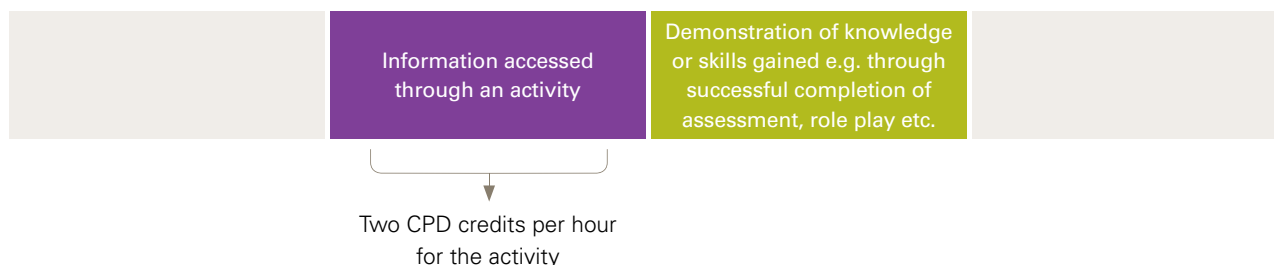 Information accessed
through an activity
Demonstration of knowledge
or skills gained e.g. through
successful completion of
assessment, role play etc.
Two CPD credits per hour
for the activity